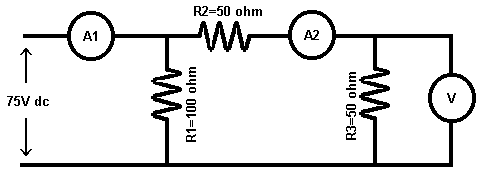 R2=50 ohm
A1
A2
75V dc
R1=100 ohm
R3=50 ohm
V